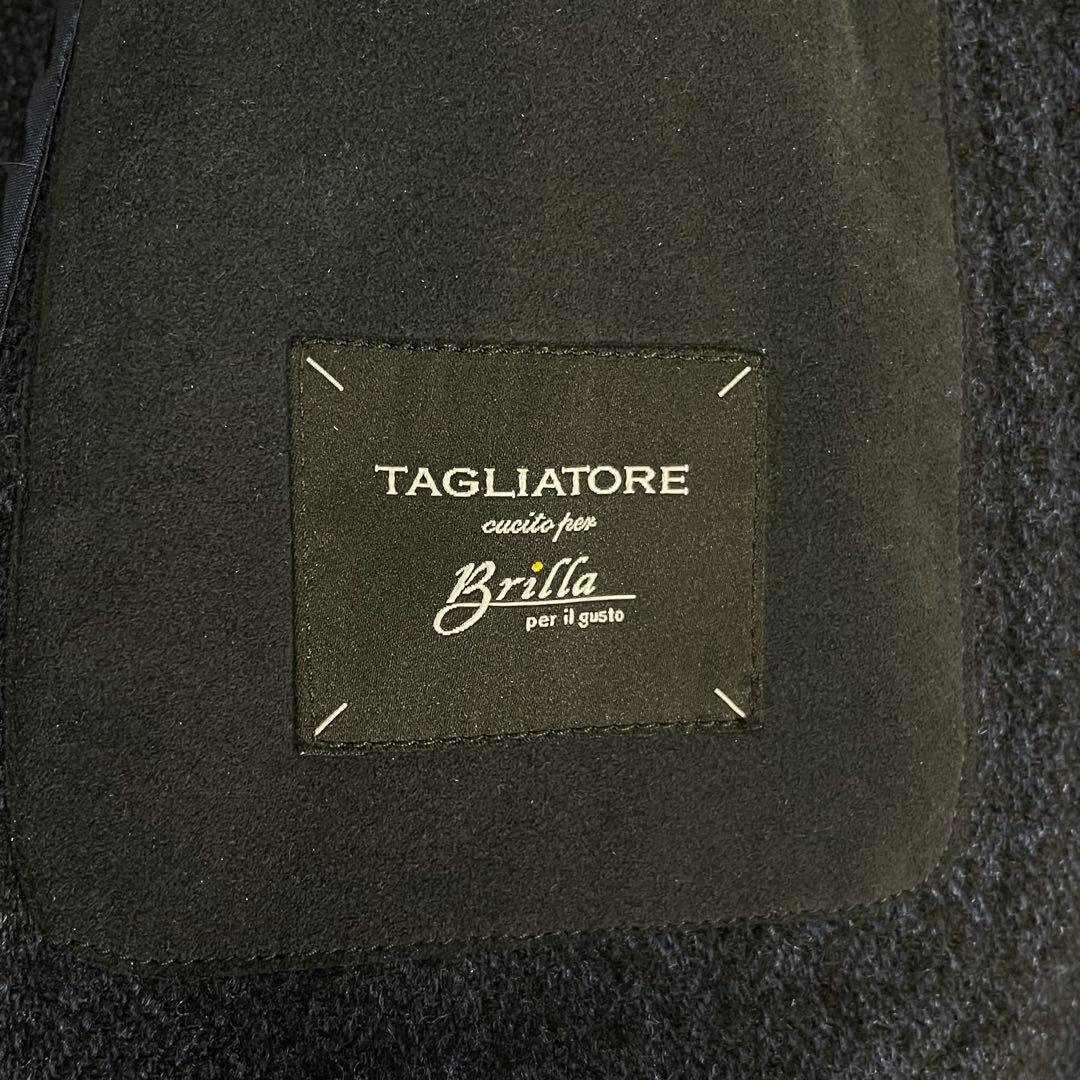 TAGLIATORE
cucito per
Brilla
per il gusto